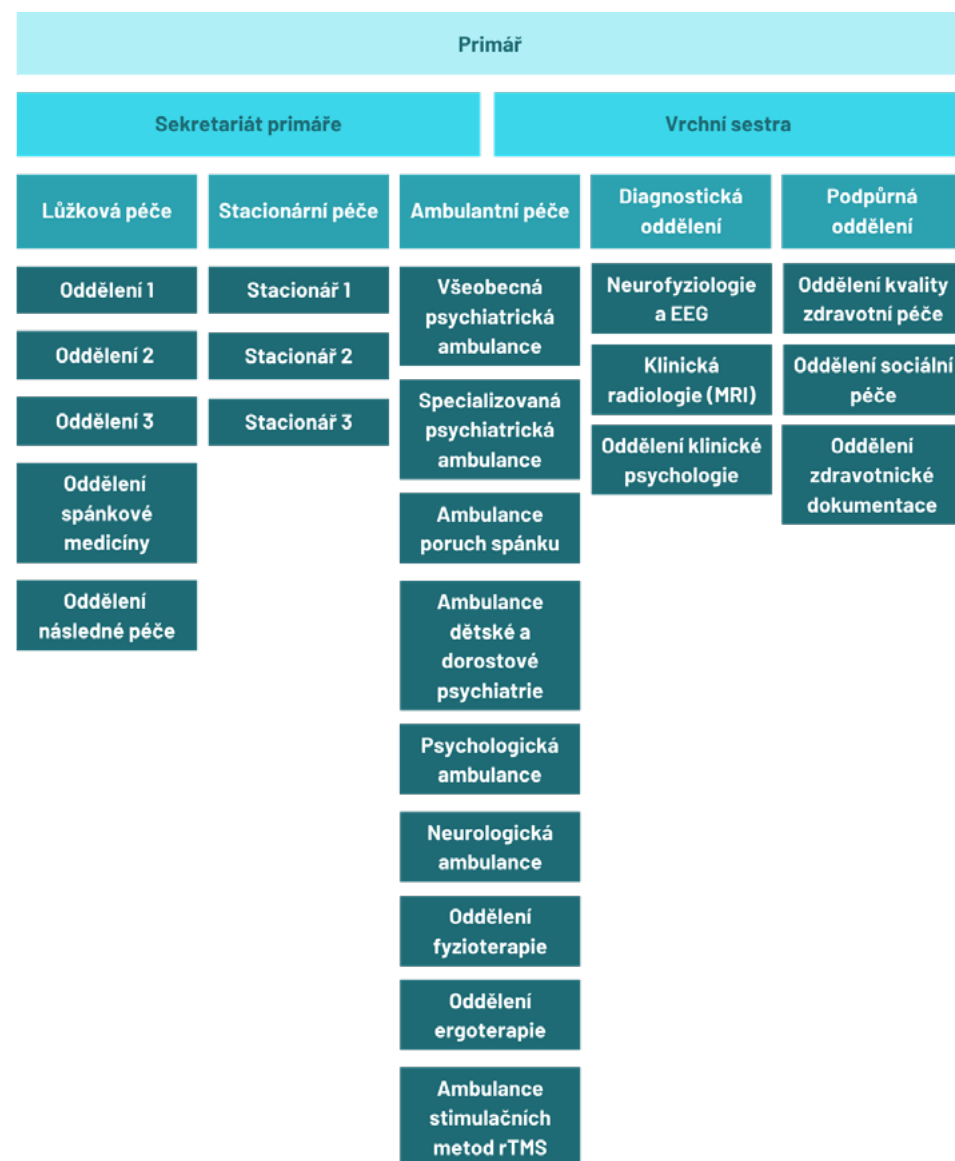 Primář
Sekretariát primáře
Vrchní sestra
Lůžková péče
Stacionární péče
Ambulantní péče
Diagnostická
oddělení
Podpůrná
oddělení
Oddělení 1
Oddělení 2
Oddělení 3
Oddělení
spánkové
medicíny
Oddělení
následné péče
Stacionář 1
Stacionář 2
Stacionář 3
Všeobecná
psychiatrická
ambulance
Specializovaná
psychiatrická
ambulance
Ambulance
poruch spánku
Ambulance
dětské a
dorostové
psychiatrie
Psychologická
ambulance
Neurologická
ambulance
Oddělení
fyzioterapie
Oddělení
ergoterapie
Ambulance
stimulačních
metod rTMS
Neurofyziologie
a EEG
Klinická
radiologie (MRI)
Oddělení klinické
psychologie
Oddělení kvality
zdravotní péče
Oddělení sociální
péče
Oddělení
zdravotnické
dokumentace